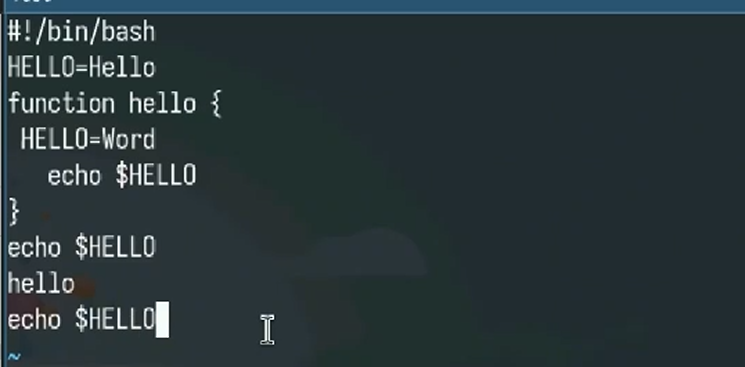 #!/bin/bash
HELLO=Hello
function hello {
 HELLO=Word
   echo $HELLO
}
echo $HELLO
hello
echo $HELLO
~